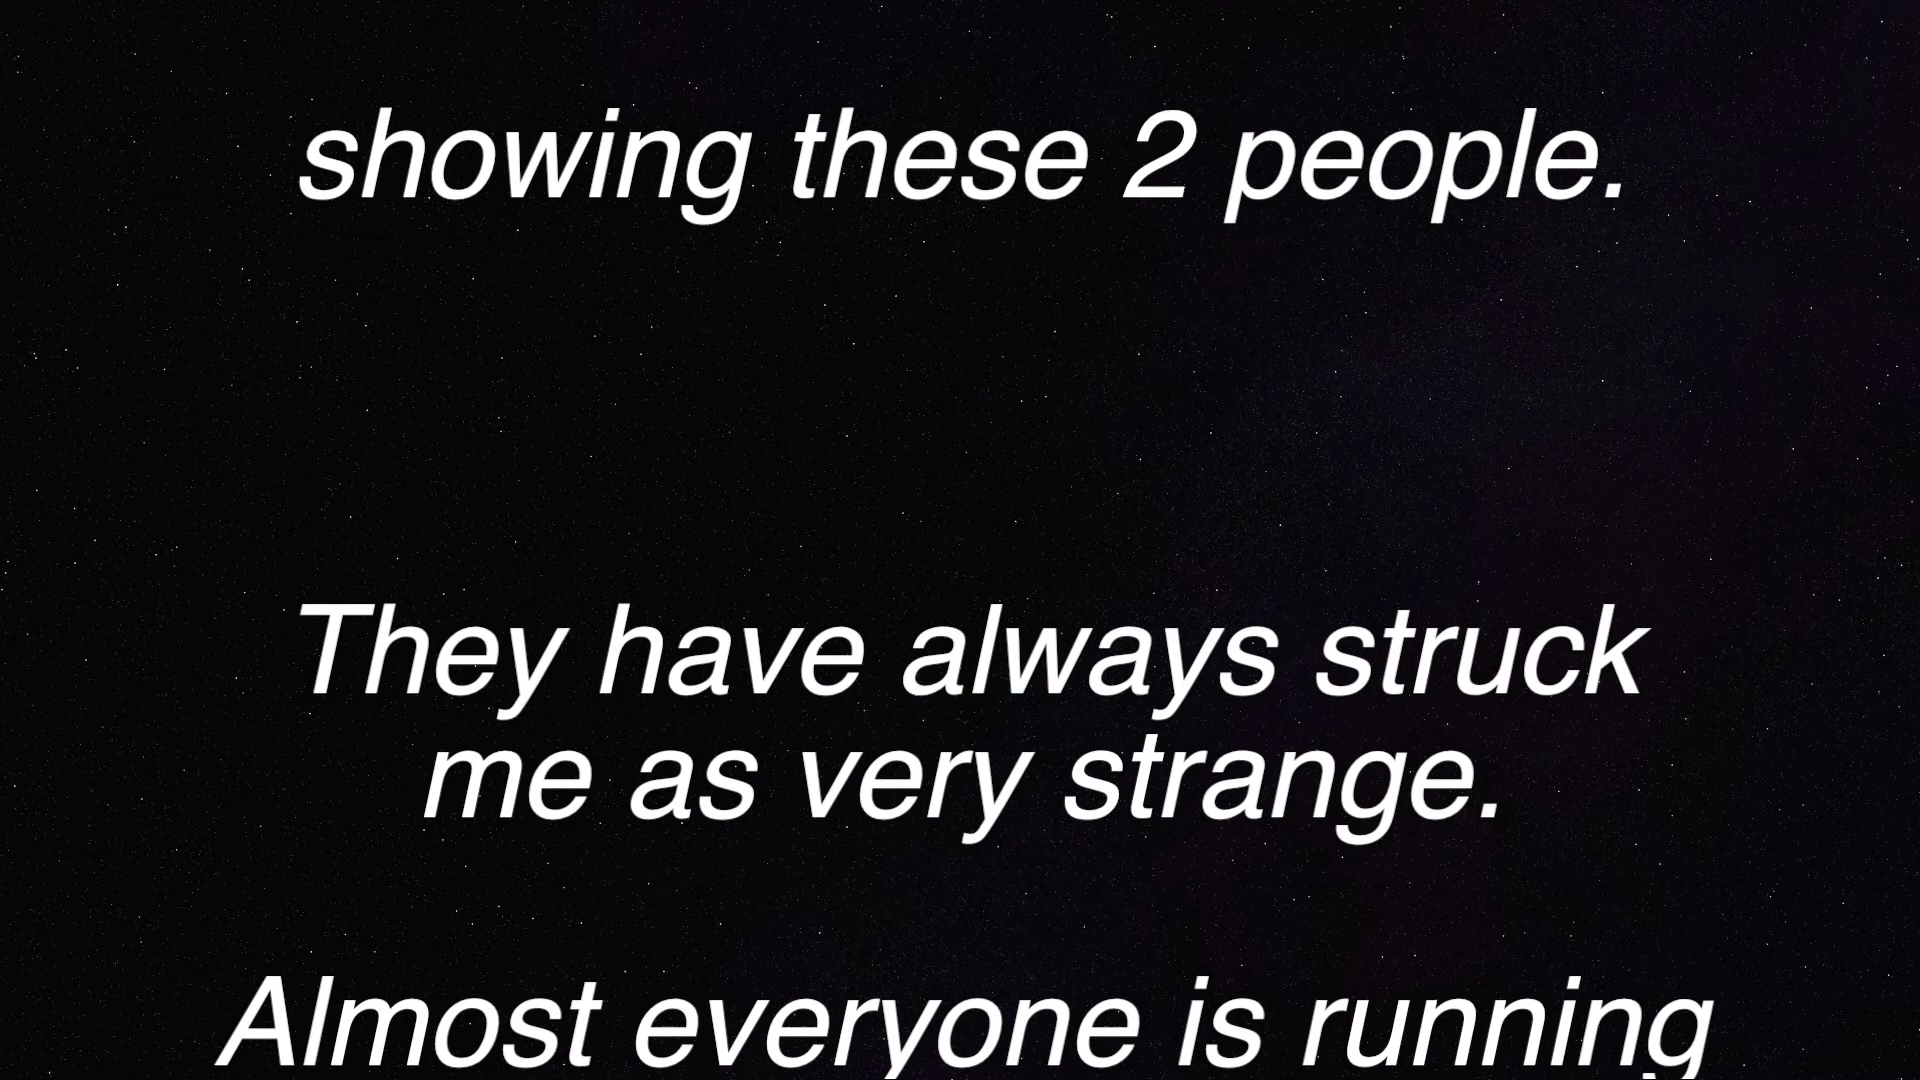 showing these 2 people.
They have always struck
me as very strange.
Almost everyone is running